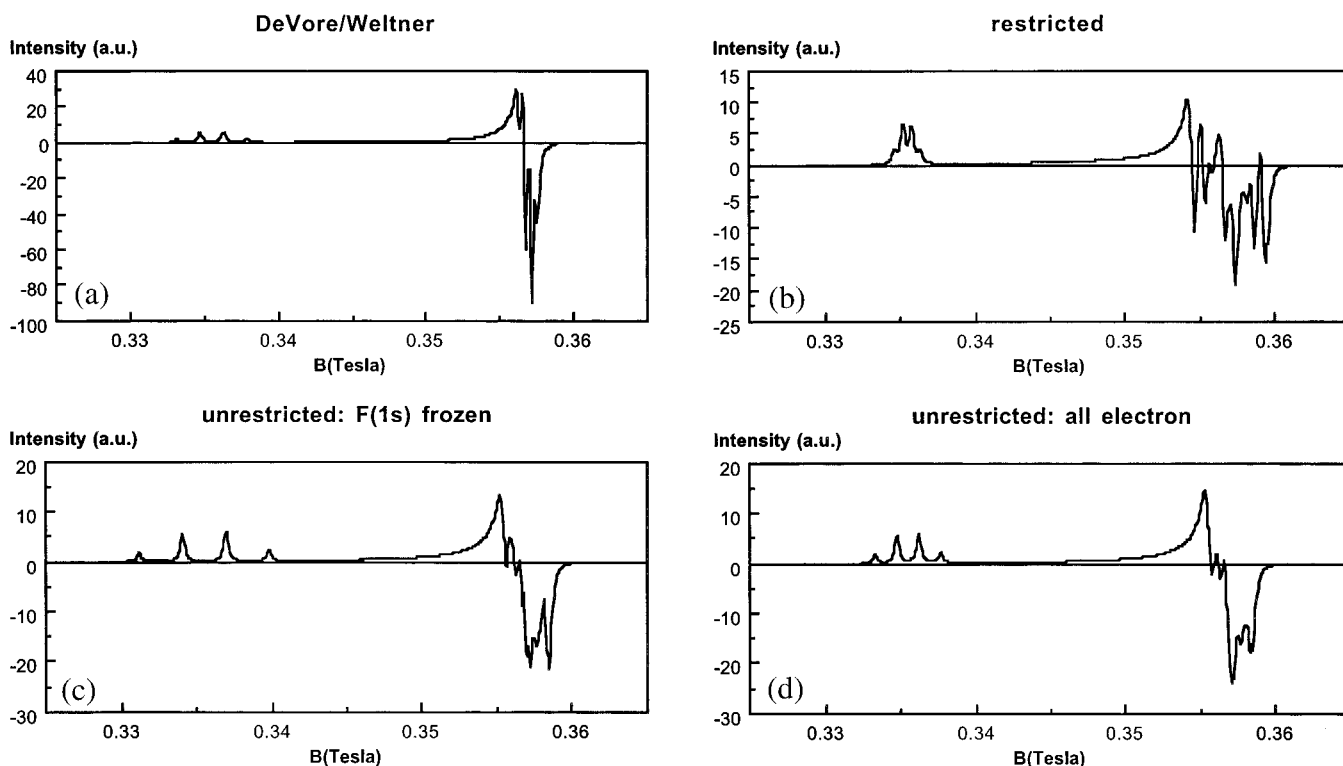 DeVore/Weltner
Intensity (a.u.)
40
20
0
-20
-40
-60
-80
-100
(a)
0.33
0.34
0.35
0.36
B(Tesla)
restricted
Intensity (a.u.)
15
10
5
0
-5
-10
-15
-20
-25
(b)
0.33
0.34
0.35
0.36
B(Tesla)
unrestricted: F(1s) frozen
Intensity (a.u.)
20
10
0
-10
-20
-30
(c)
0.33
0.34
0.35
0.36
B(Tesla)
unrestricted: all electron
Intensity (a.u.)
20
10
0
-10
-20
-30
(d)
0.33
0.34
0.35
0.36
B(Tesla)